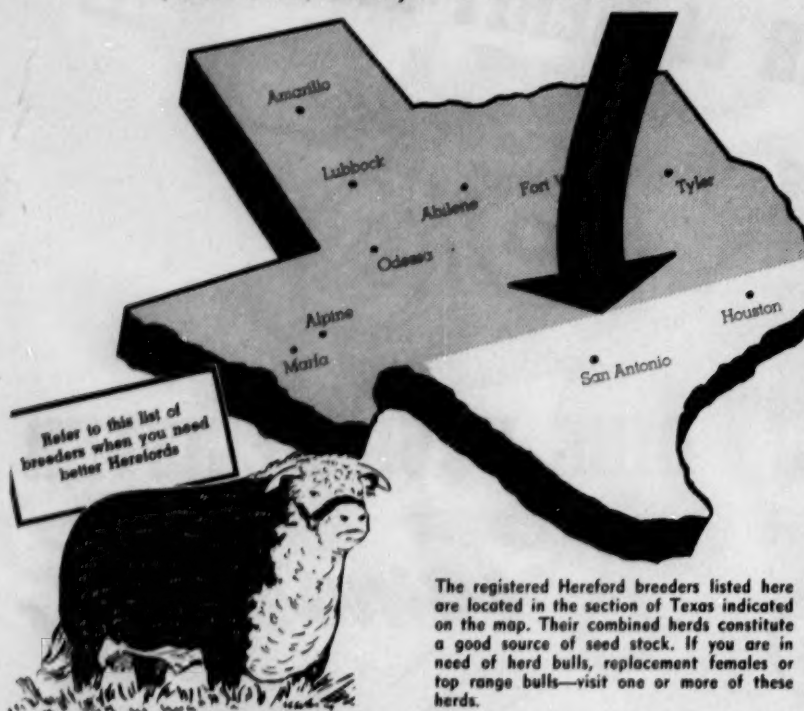 Amarillo
Lubbock
Abilene
Fort
Tyler
Odessa
Alpine
Marfa
Houston
San Antonio
Refer to this list of
breeders when you need
better Herefords
The registered Hereford breeders listed here
are located in the section of Texas indicated
on the map. Their combined herds constitute
a good source of seed stock. If you are in
need of herd bulls, replacement females or
top range bulls—visit one or more of these
herds.